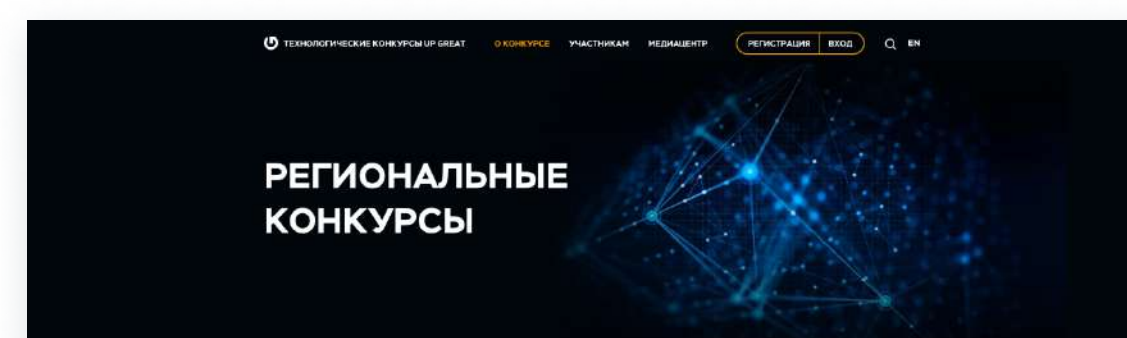 ТЕХНОЛОГИЧЕСКИЕ КОНКУРСЫ UP GREAT О КОНКУРСЕ УЧАСТНИКАМ МЕДИАЦЕНТР РЕГИСТРАЦИЯ ВХОД EN
РЕГИОНАЛЬНЫЕ
КОНКУРСЫ